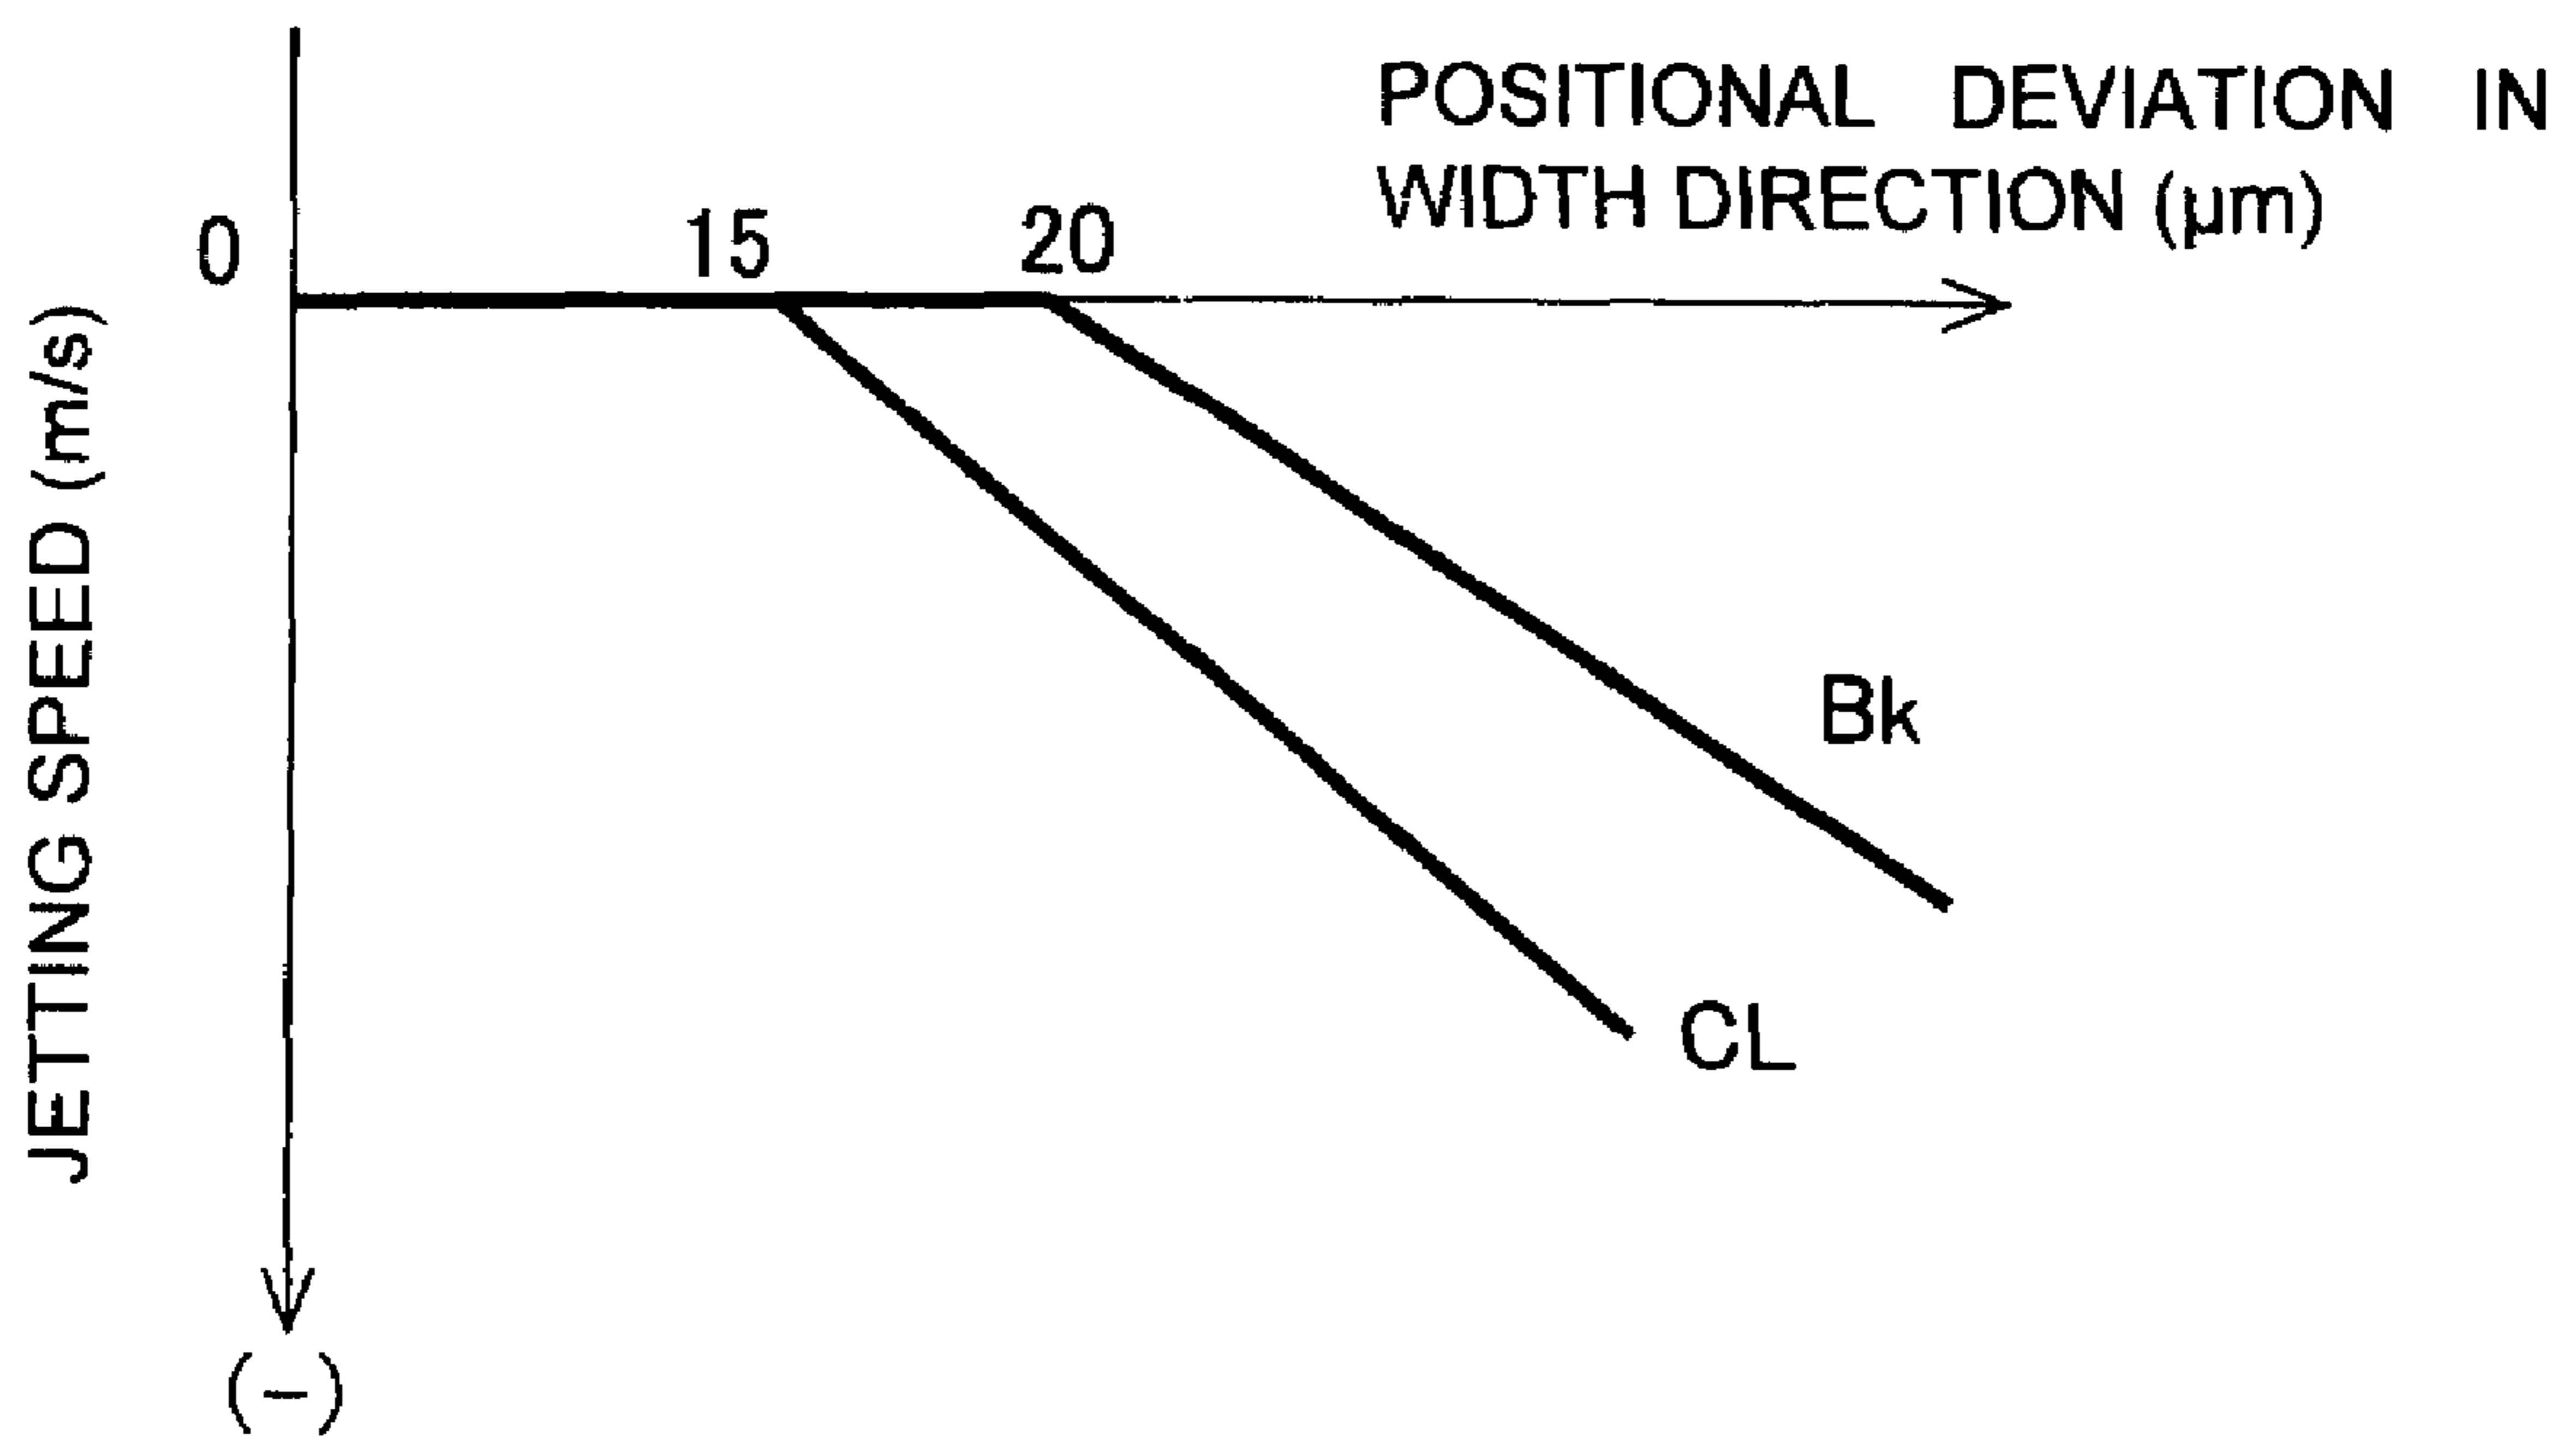 POSITIONAL DEVIATION IN
WIDTH DIRECTION (µm)
0
15
20
JETTING SPEED (m/s)
Bk
CL
(−)